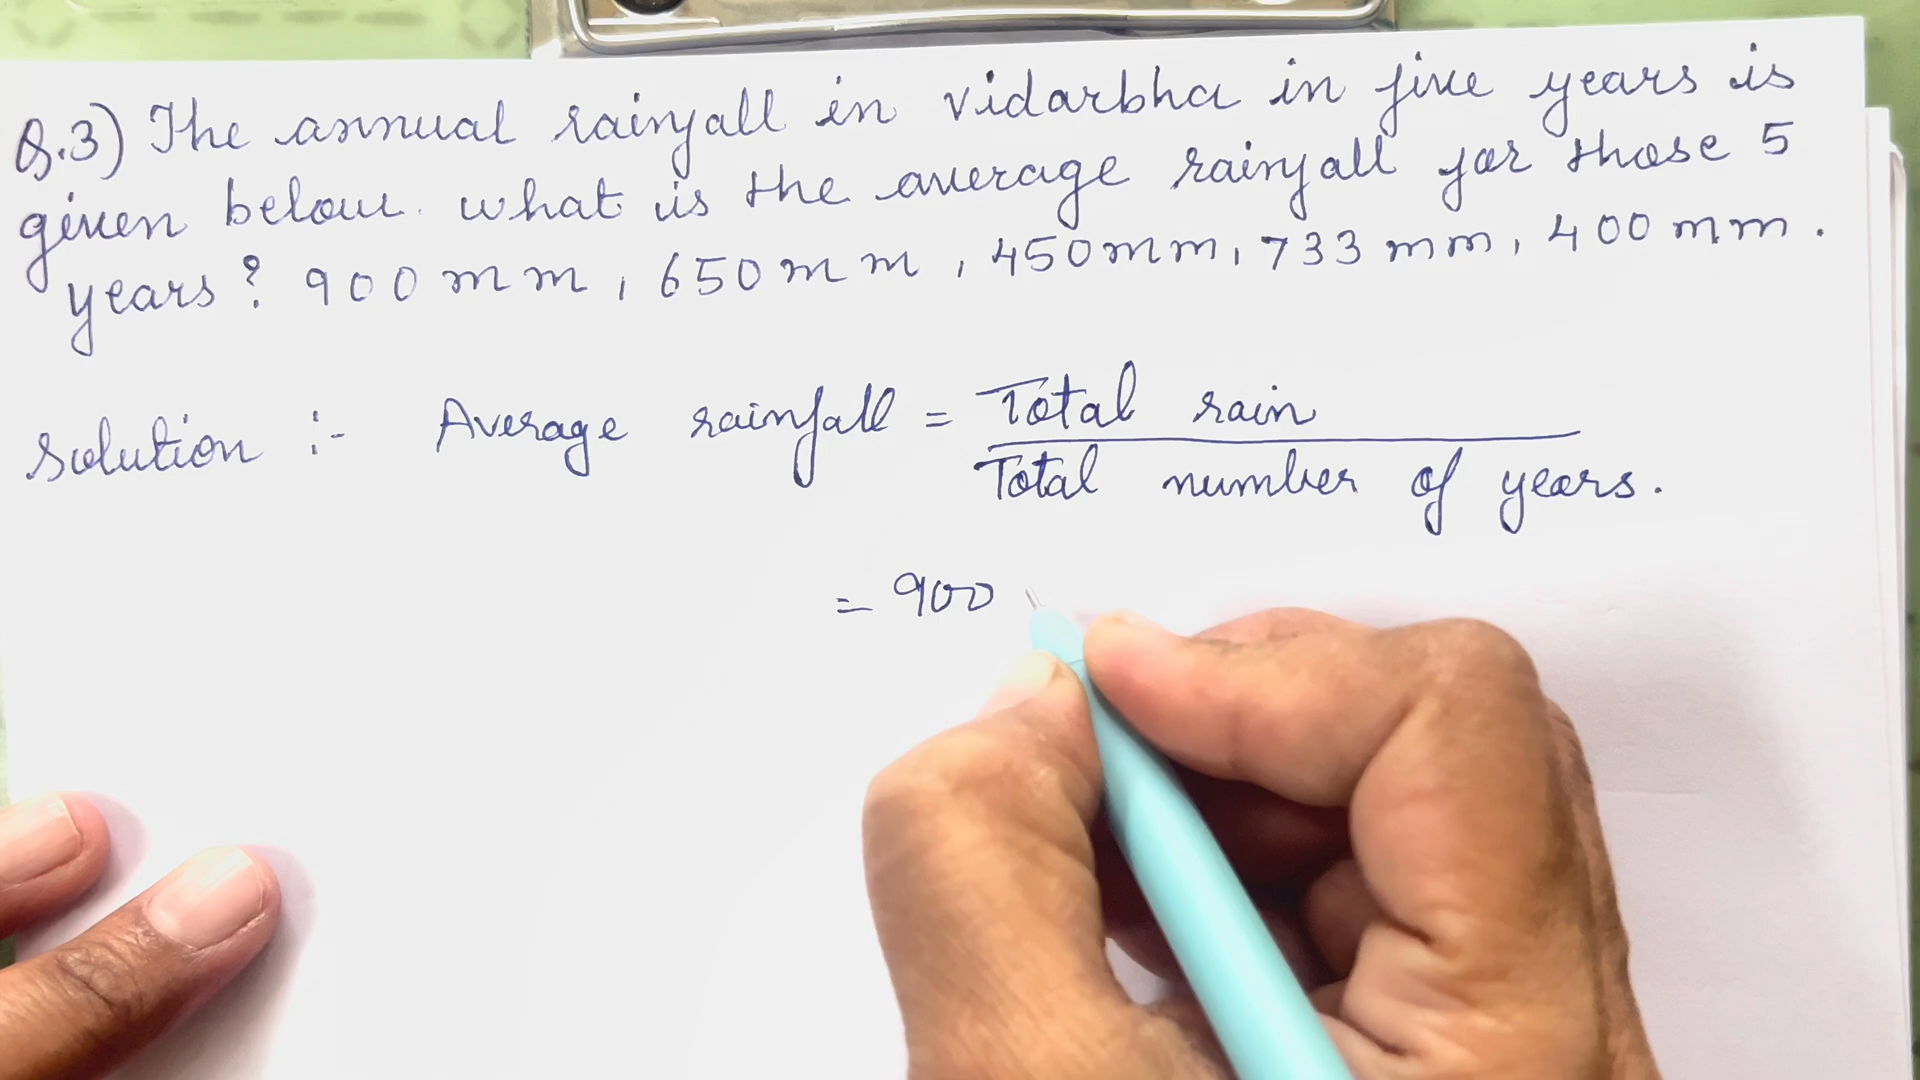 Q.3) The annual rainfall in vidarbha in five years is
given below. what is the average rainfall for those 5
years? 900 mm, 650 mm, 450mm, 733 mm, 400 mm.
Solution :- Average rainfall = Total rain
Total number of years.
= 900